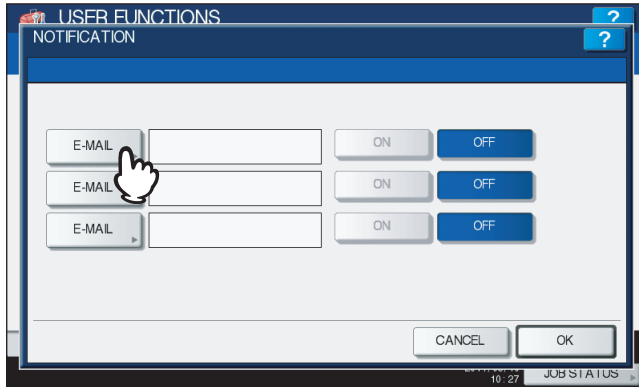 USER FUNCTIONS
?
NOTIFICATION
?
E-MAIL
ON
OFF
E-MAIL
ON
OFF
E-MAIL
ON
OFF
CANCEL
OK
10:27
JOB STATUS